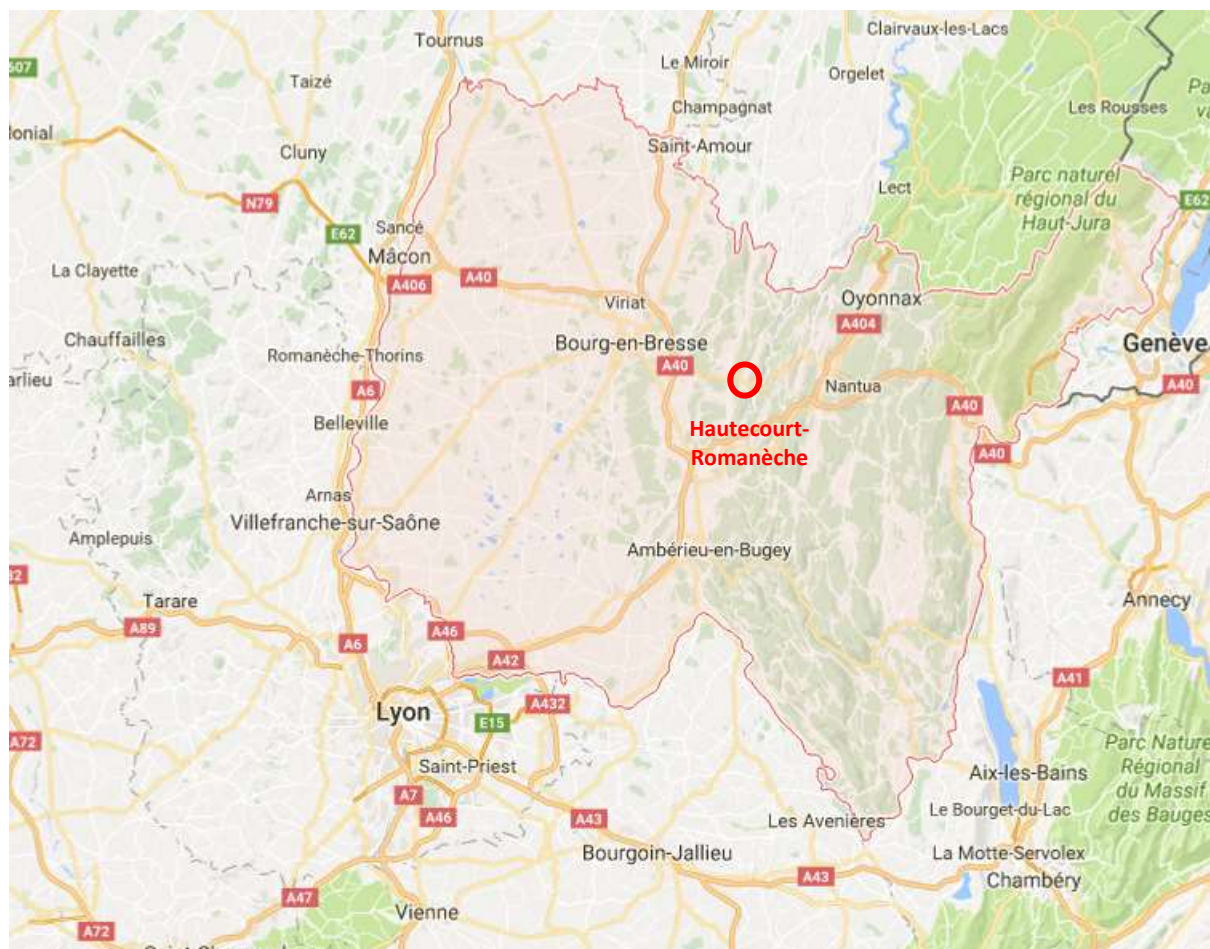 Clairvaux-les-Lacs
Tournus
Le Miroir
Orgelet
607
Taizé
Champagnat
Les Rousses
onial
Cluny
Saint-Amour
Parc naturel
régional du
Haut-Jura
Lect
N79
E62
E62
Sancé
Mâcon
La Clayette
A406
A40
Viriat
Oyonnax
A404
Chauffailles
Romanèche-Thorins
Bourg-en-Bresse
Genève
arlieu
A6
A40
Nantua
A40
A40
Belleville
Hautecourt-
Romanèche
A40
Arnas
Villefranche-sur-Saône
Amplepuis
Ambérieu-en-Bugey
Tarare
Annecy
A89
A6
A46
A42
A41
Lyon
A432
E15
A72
Parc Nature
Régional
du Massif
des Bauges
Saint-Priest
Aix-les-Bains
A7
A46
A43
Les Avenières
Le Bourget-du-Lac
Bourgoin-Jallieu
La Motte-Servolex
A43
Chambéry
A47
Vienne
A72